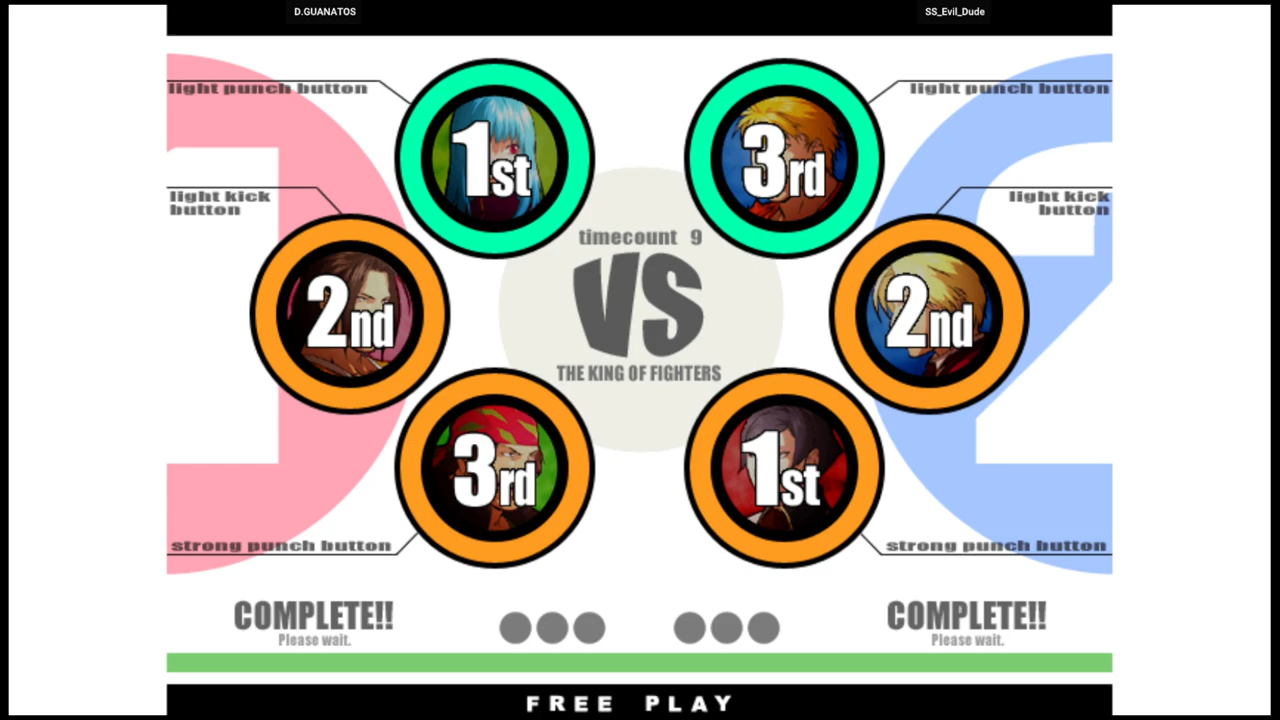 D.GUANATOS
SS_Evil_Dude
light punch button
light punch button
1st
3rd
light kick
button
light kick
button
timecount 9
VS
THE KING OF FIGHTERS
2nd
2nd
3rd
1st
strong punch button
strong punch button
COMPLETE!!
Please wait.
COMPLETE!!
Please wait.
FREE PLAY